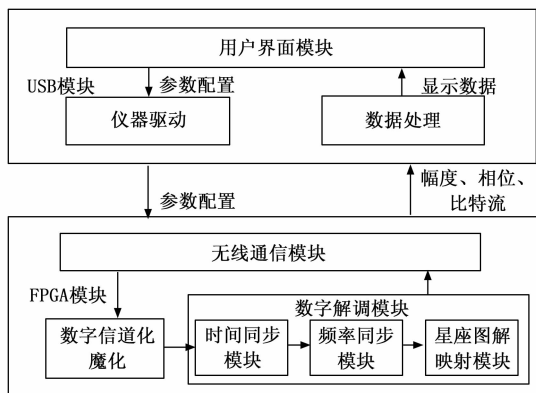 用户界面模块
USB模块
参数配置
显示数据
仪器驱动
数据处理
参数配置
幅度、相位、
比特流
无线通信模块
FPGA模块
数字解调模块
数字信道化
魔化
时间同步
模块
频率同步
模块
星座图解
映射模块